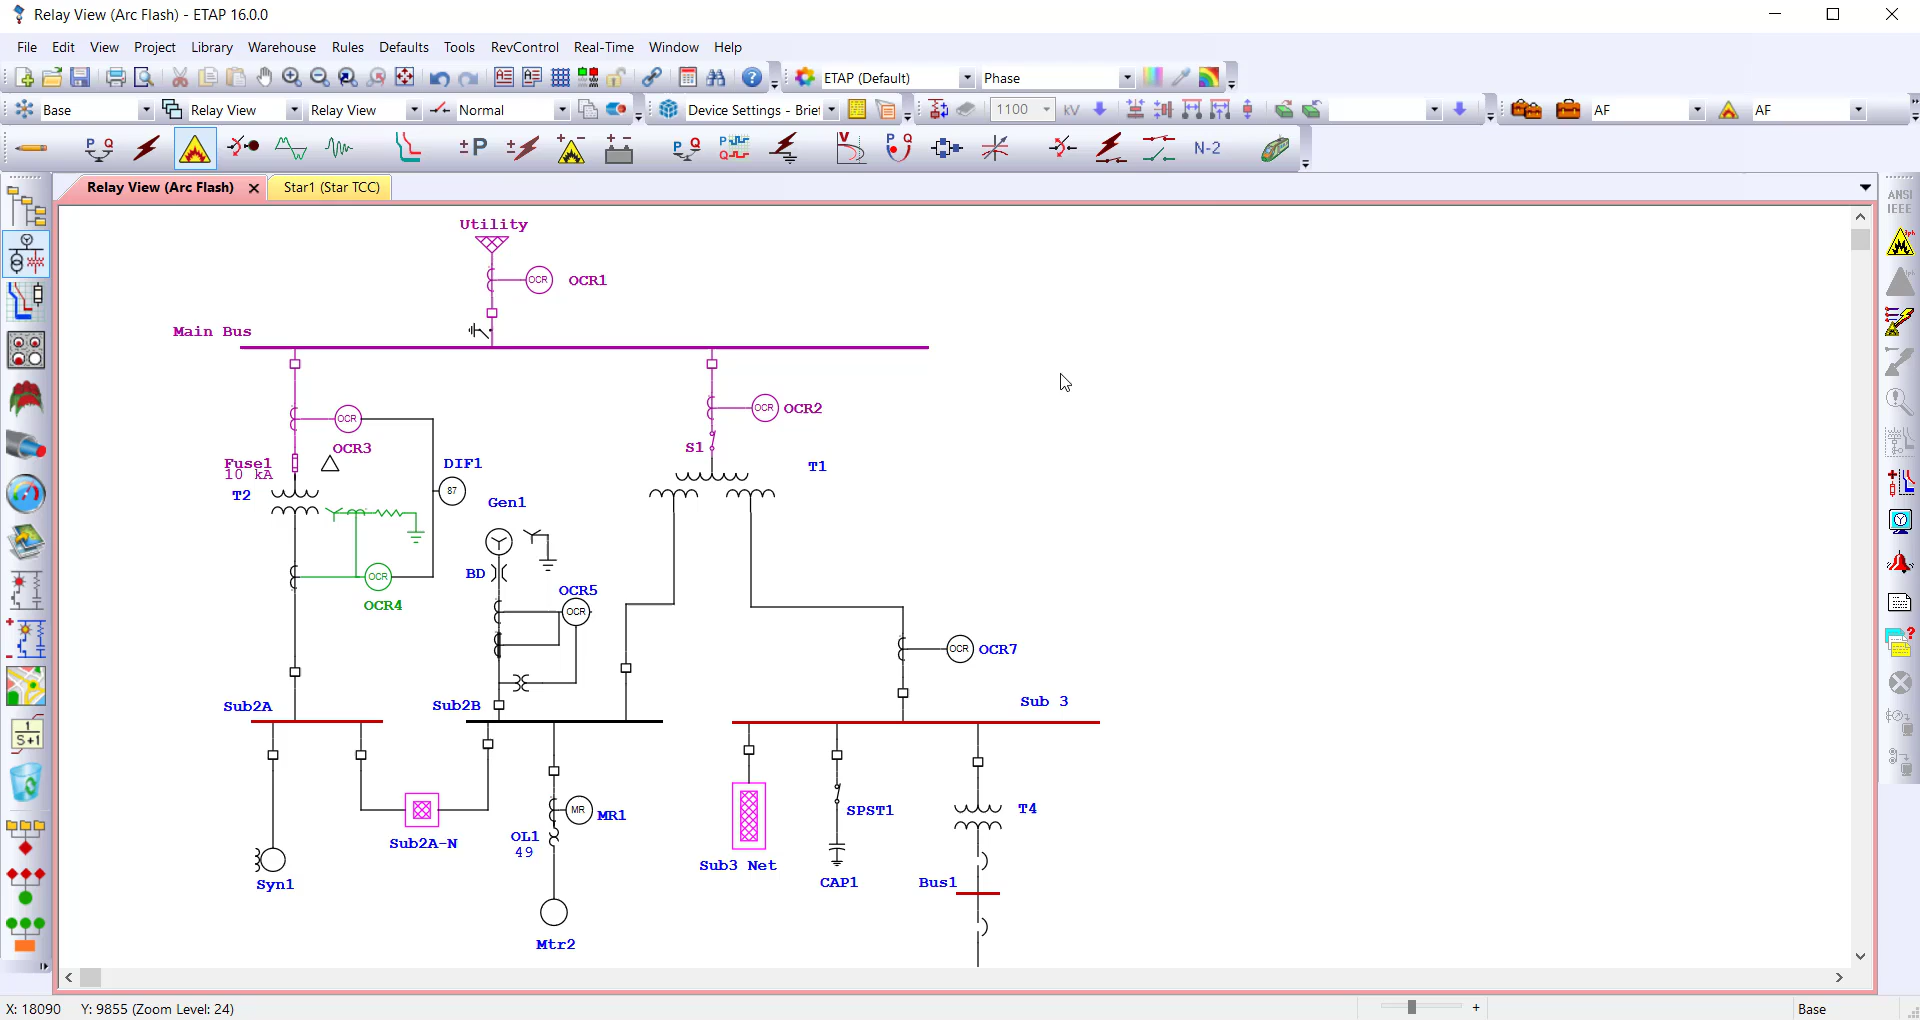 Relay View (Arc Flash) - ETAP 16.0.0
File Edit View Project Library Warehouse Rules Defaults Tools RevControl Real-Time Window Help
ETAP (Default) Phase
Base Relay View Relay View Normal Device Settings - Brief 1100 kV AF AF
P Q ±P P Q P Q V P Q N-2
Relay View (Arc Flash) Star1 (Star TCC)
ANSI
IEEE
Utility
OCR OCR1
Main Bus
OCR OCR2
OCR
OCR3
S1
Fuse1 DIF1 T1
10 kA
T2 87
Gen1
BD
OCR
OCR4
OCR5
OCR
OCR OCR7
Sub2A Sub2B Sub 3
1
S+1
MR MR1
SPST1 T4
OL1
49
Sub2A-N
Sub3 Net
Syn1 CAP1 Bus1
Mtr2
X: 18090 Y: 9855 (Zoom Level: 24) + Base